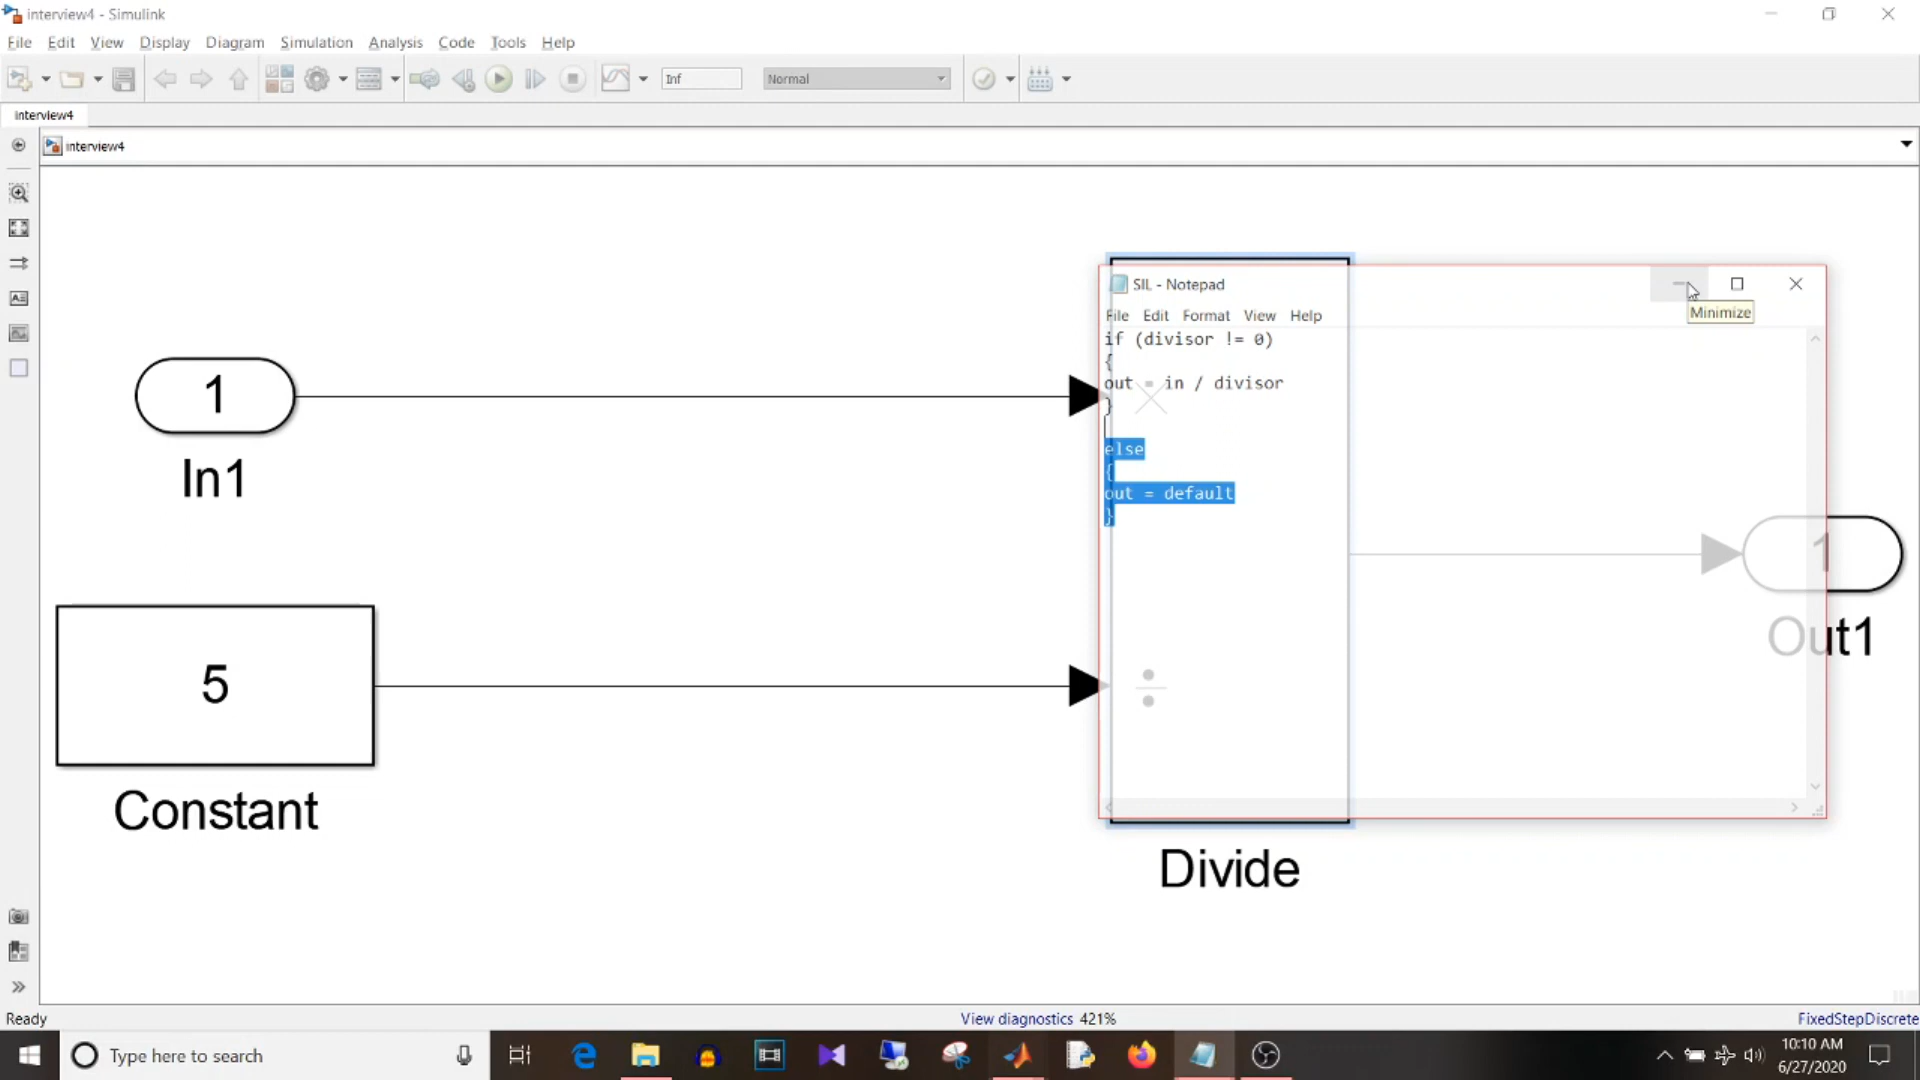 interview4 - Simulink
File Edit View Display Diagram Simulation Analysis Code Tools Help
Inf
Normal
interview4
interview4
SIL - Notepad
Minimize
File Edit Format View Help
if (divisor != 0)
{
out = in / divisor
}
else
{
out = default
}
1
In1
5
Constant
Divide
1
Out1
Ready
View diagnostics 421%
FixedStepDiscrete
Type here to search
10:10 AM
6/27/2020